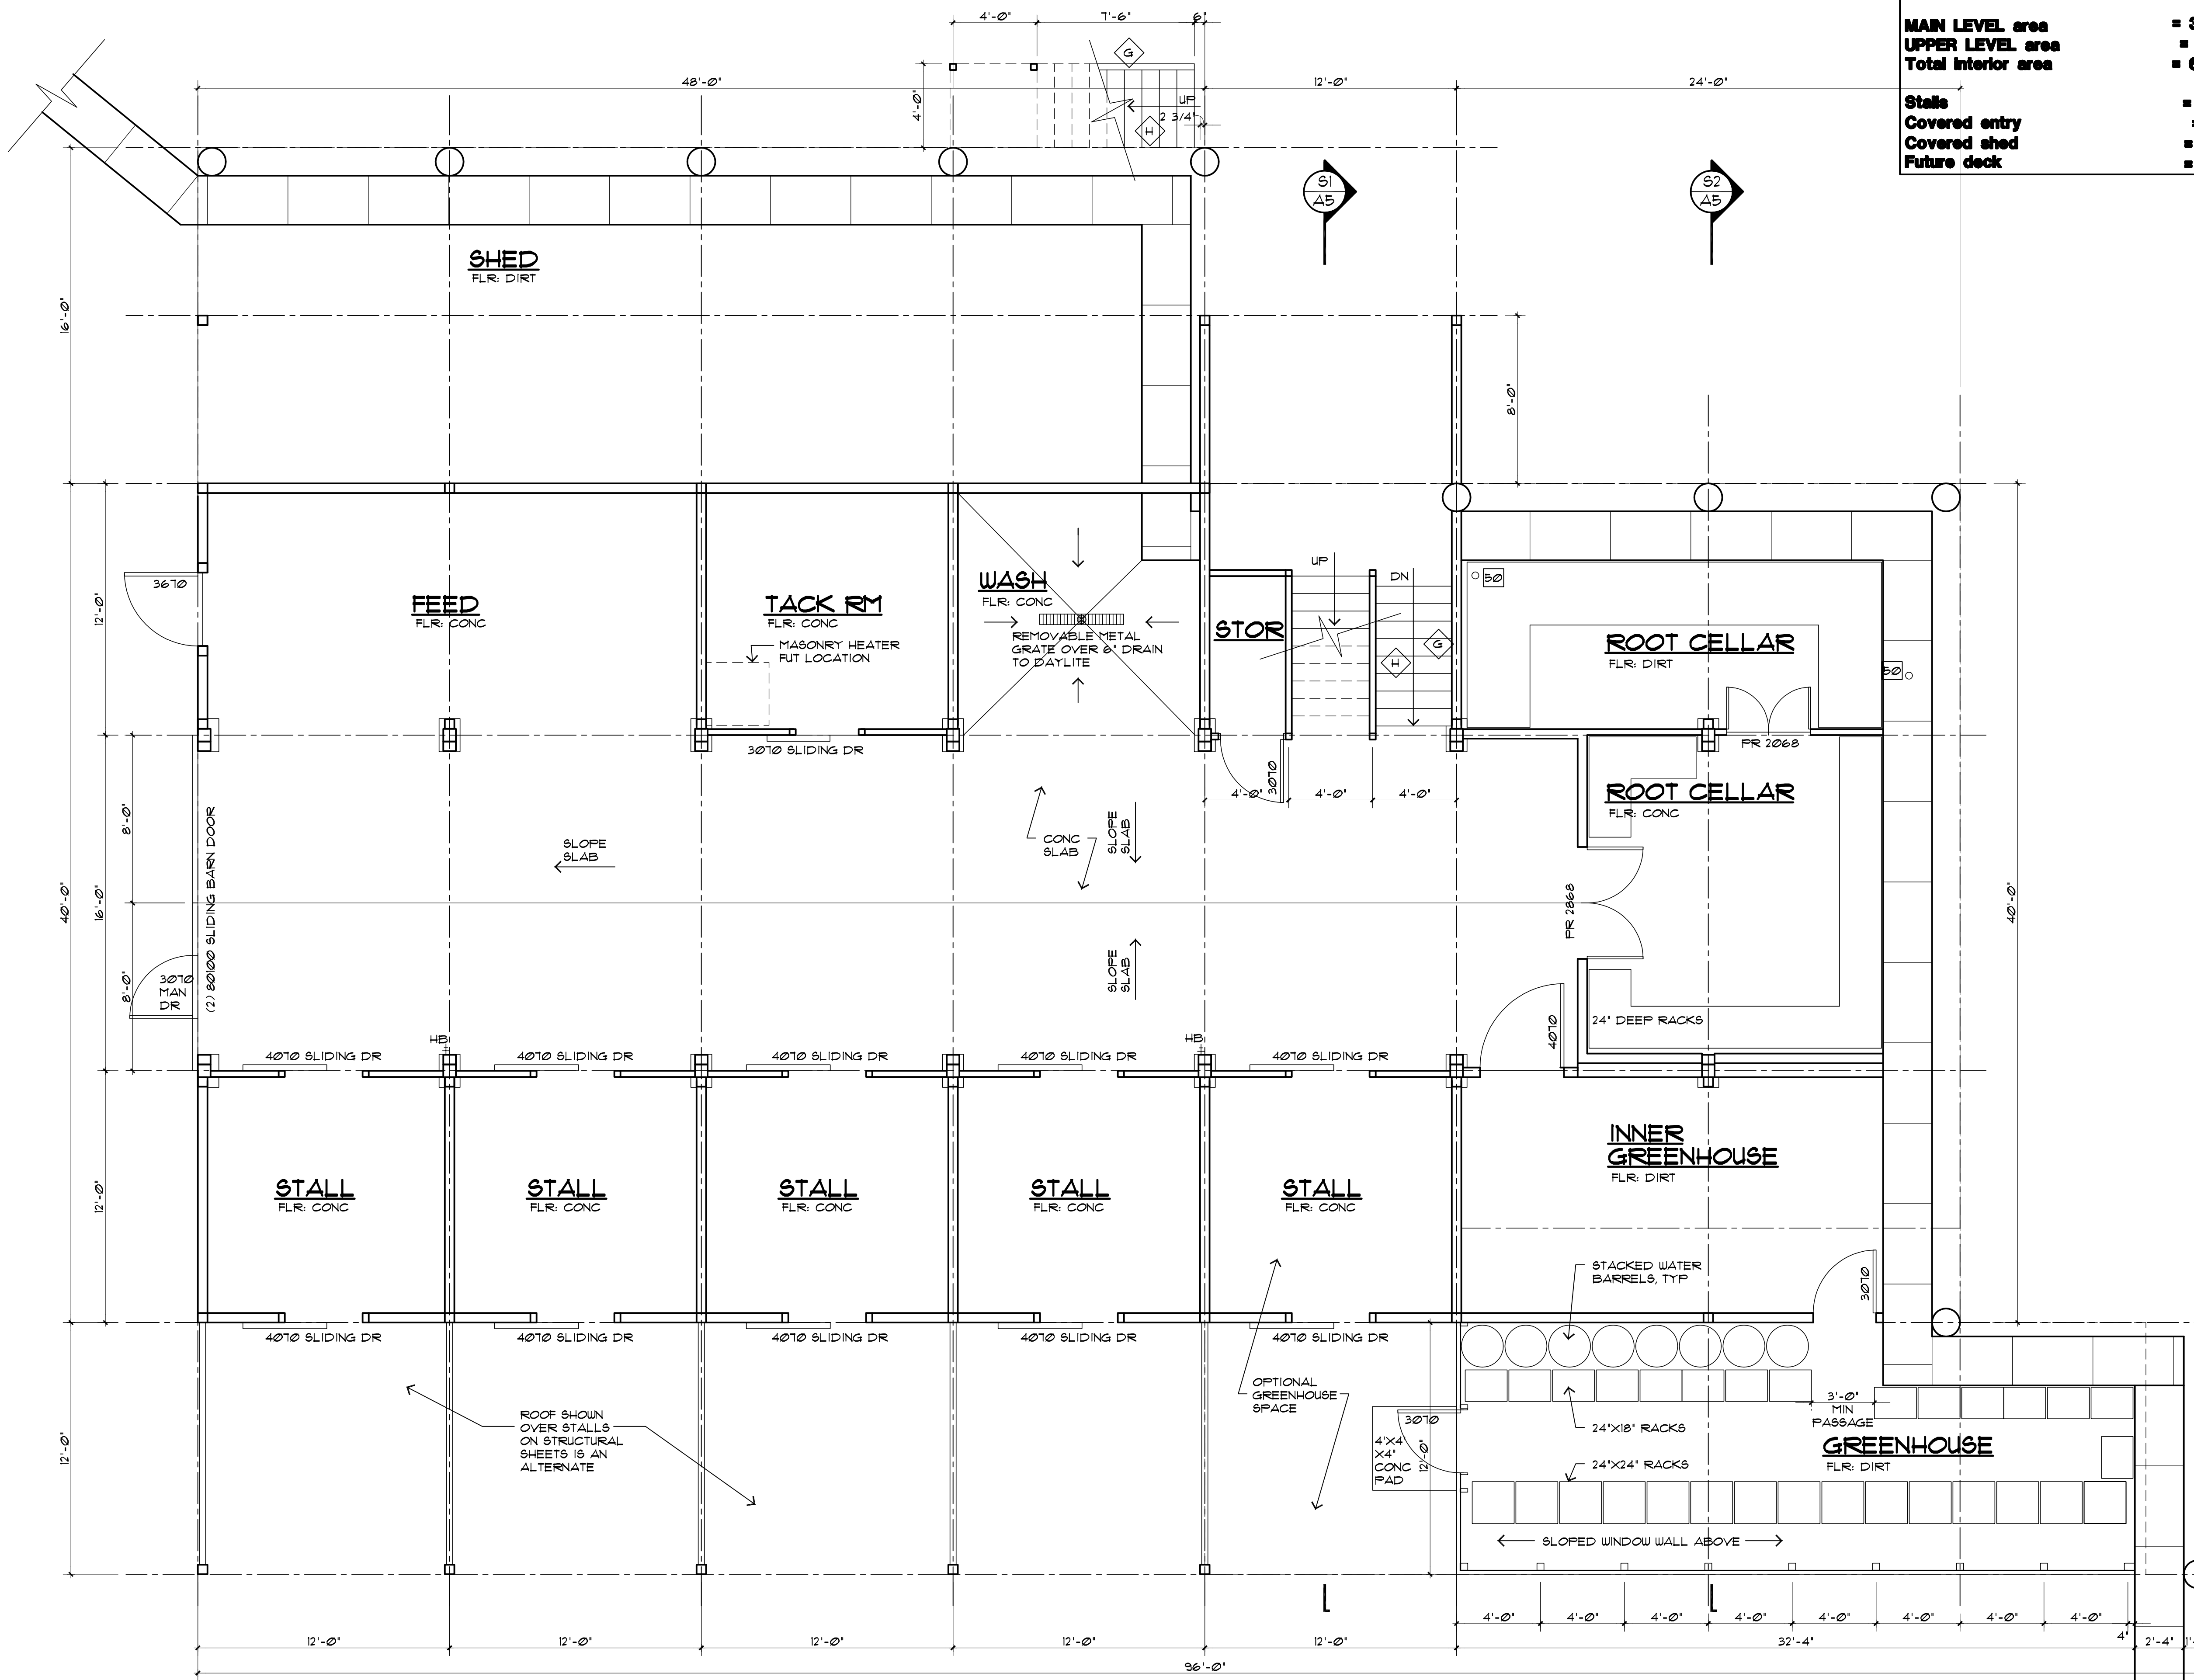 4'-0"
7'-6"
6"
MAIN LEVEL area
UPPER LEVEL area
Total interior area
Stalls
Covered entry
Covered shed
Future deck
G
48'-0"
12'-0"
24'-0"
4'-0"
UP
2 3/4"
H
S1
A5
S2
A5
SHED
FLR: DIRT
16'-0"
8'-0"
3670
12'-0"
FEED
FLR: CONC
TACK RM
FLR: CONC
MASONRY HEATER
FUT LOCATION
WASH
FLR: CONC
REMOVABLE METAL
GRATE OVER 6" DRAIN
TO DAYLITE
STOR
UP
DN
G
H
50
ROOT CELLAR
FLR: DIRT
50
3070 SLIDING DR
PR 2068
3070
4'-0"
4'-0"
4'-0"
ROOT CELLAR
FLR: CONC
8'-0"
(2) 80100 SLIDING BARN DOOR
SLOPE
SLAB
CONC
SLAB
SLOPE
SLAB
40'-0"
16'-0"
PR 2868
40'-0"
8'-0"
3070
MAN
DR
SLOPE
SLAB
24" DEEP RACKS
4070
HB
HB
4070 SLIDING DR
4070 SLIDING DR
4070 SLIDING DR
4070 SLIDING DR
4070 SLIDING DR
12'-0"
STALL
FLR: CONC
STALL
FLR: CONC
STALL
FLR: CONC
STALL
FLR: CONC
STALL
FLR: CONC
INNER
GREENHOUSE
FLR: DIRT
STACKED WATER
BARRELS, TYP
3070
4070 SLIDING DR
4070 SLIDING DR
4070 SLIDING DR
4070 SLIDING DR
4070 SLIDING DR
12'-0"
ROOF SHOWN
OVER STALLS
ON STRUCTURAL
SHEETS IS AN
ALTERNATE
OPTIONAL
GREENHOUSE
SPACE
3070
4'X4'
X4"
CONC
PAD
12'-0"
24"X18" RACKS
3'-0"
MIN
PASSAGE
GREENHOUSE
FLR: DIRT
24"X24" RACKS
SLOPED WINDOW WALL ABOVE
4'-0"
4'-0"
4'-0"
4'-0"
4'-0"
4'-0"
4'-0"
4'-0"
12'-0"
12'-0"
12'-0"
12'-0"
12'-0"
32'-4"
4"
2'-4"
96'-0"